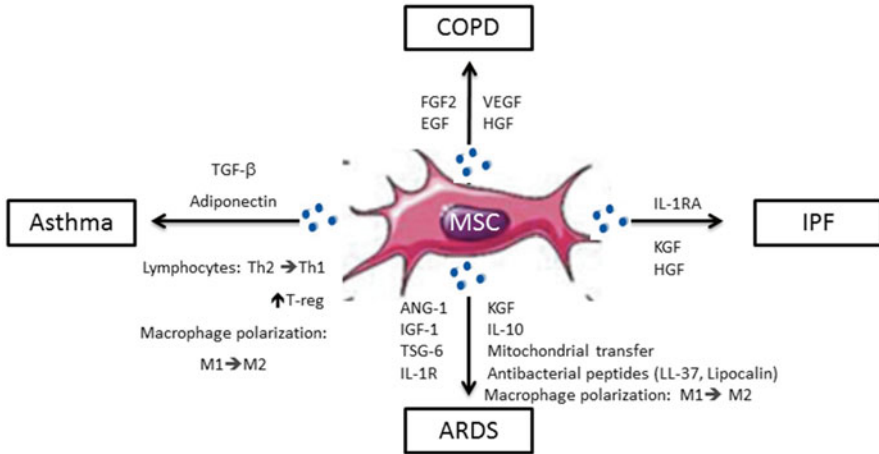 COPD
FGF2 VEGF
EGF HGF
TGF-β
Adiponectin
Asthma
MSC
IL-1RA
IPF
KGF
HGF
Lymphocytes: Th2 ➔Th1
🡅T-reg
Macrophage polarization:
M1➔M2
ANG-1 KGF
IGF-1 IL-10
TSG-6 Mitochondrial transfer
IL-1R Antibacterial peptides (LL-37, Lipocalin)
Macrophage polarization: M1➔ M2
ARDS